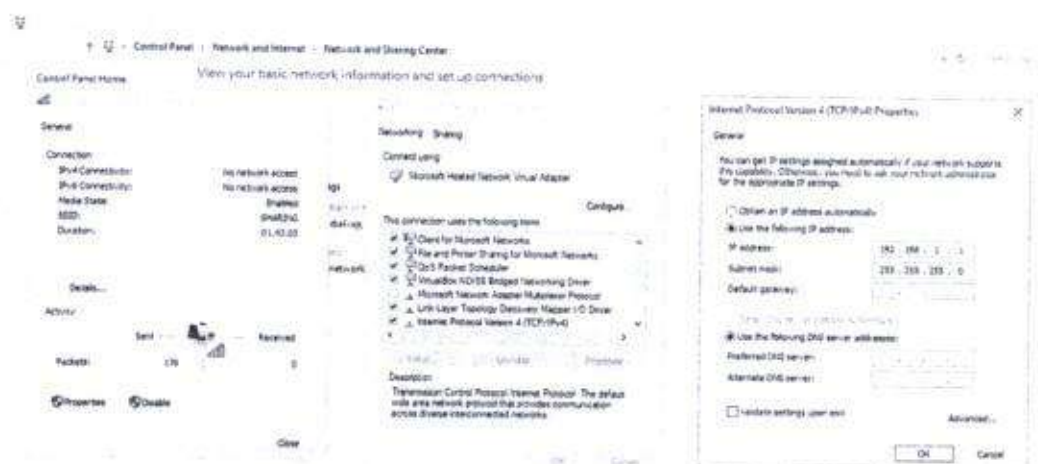 Control Panel › Network and Internet › Network and Sharing Center
Control Panel Home
View your basic network information and set up connections
General
Connection
IPv4 Connectivity: No network access
IPv6 Connectivity: No network access
Media State: Enabled
SSID: SHARING
Duration:
Details...
Activity
Sent Received
Packets: 0
Properties Disable
Close
network
Networking Sharing
Connect using
Microsoft Hosted Network Virtual Adapter
Configure...
This connection uses the following items
Client for Microsoft Networks
File and Printer Sharing for Microsoft Networks
QoS Packet Scheduler
VirtualBox NDIS6 Bridged Networking Driver
Microsoft Network Adapter Multiplexor Protocol
Link-Layer Topology Discovery Mapper I/O Driver
Internet Protocol Version 4 (TCP/IPv4)
Description
Transmission Control Protocol/Internet Protocol. The default
wide area network protocol that provides communication
across diverse interconnected networks.
Internet Protocol Version 4 (TCP/IPv4) Properties
General
You can get IP settings assigned automatically if your network supports
this capability. Otherwise, you need to ask your network administrator
for the appropriate IP settings.
Obtain an IP address automatically
Use the following IP address:
IP address: 192 . 168 . 1 . 1
Subnet mask: 255 . 255 . 255 . 0
Default gateway:
Use the following DNS server addresses:
Preferred DNS server:
Alternate DNS server:
Validate settings upon exit
Advanced...
OK Cancel